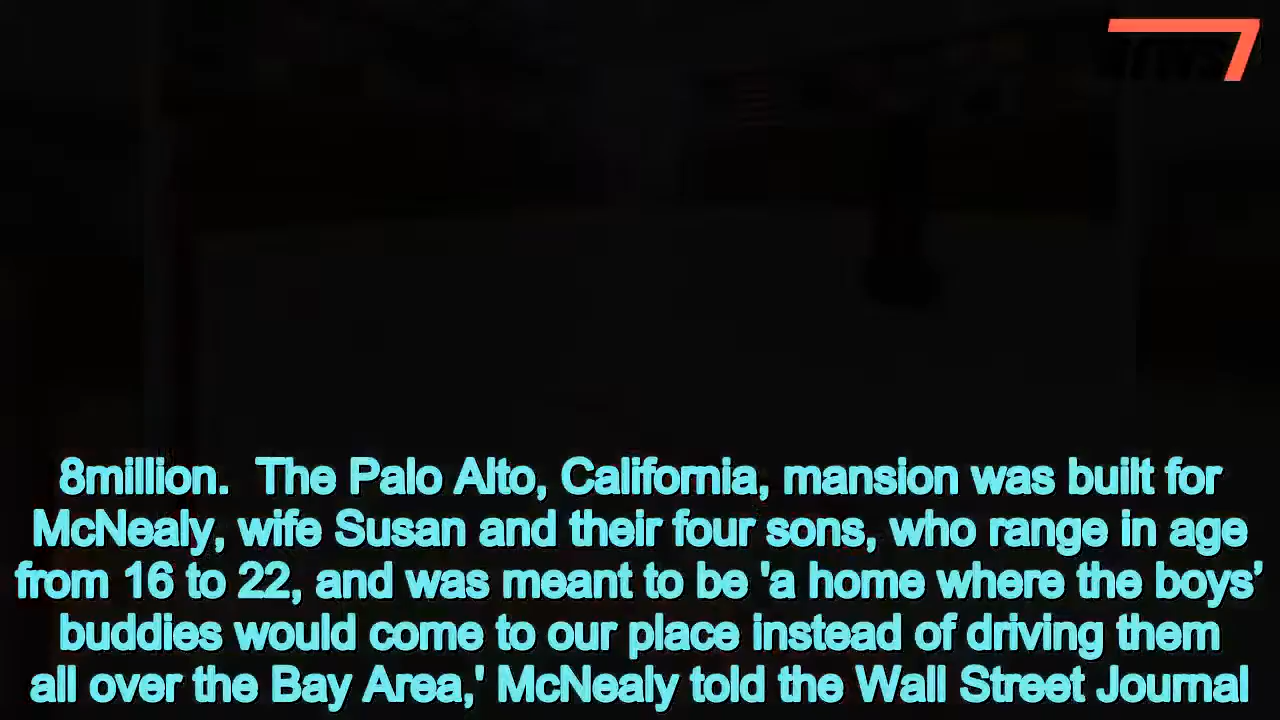 8million.  The Palo Alto, California, mansion was built for
McNealy, wife Susan and their four sons, who range in age
from 16 to 22, and was meant to be 'a home where the boys’
buddies would come to our place instead of driving them
all over the Bay Area,' McNealy told the Wall Street Journal